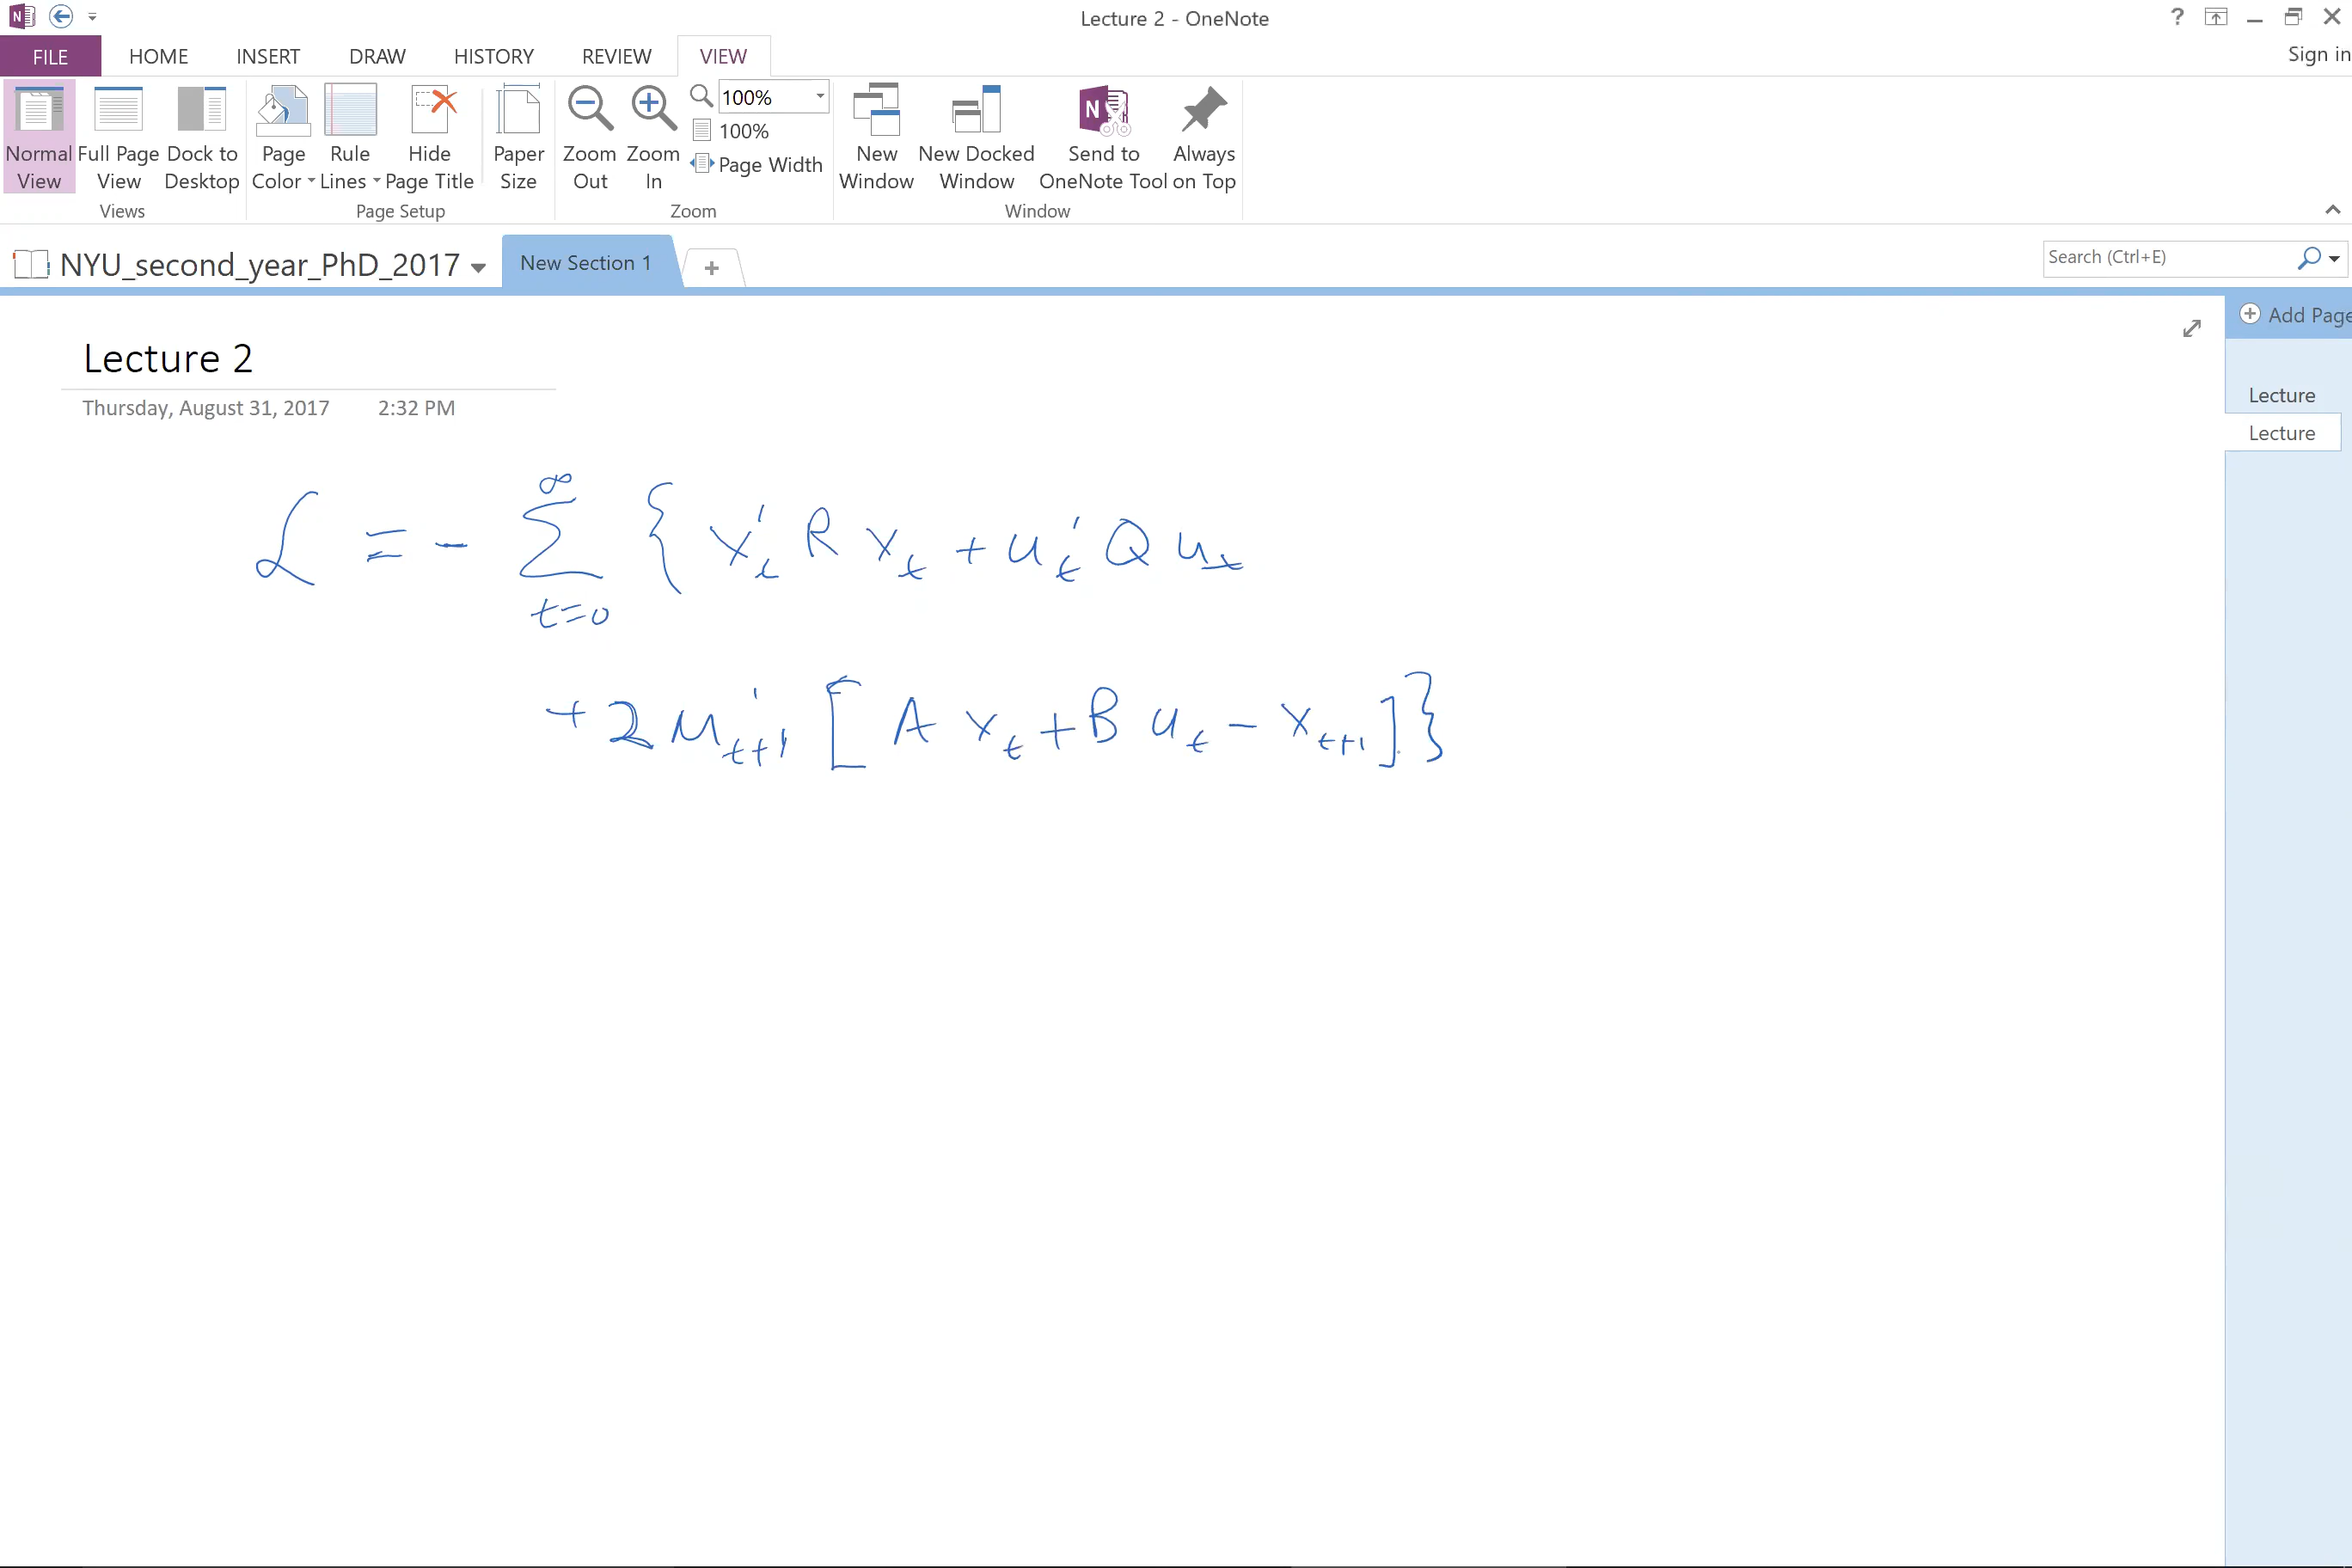 Lecture 2 - OneNote
?
Sign in
FILE HOME INSERT DRAW HISTORY REVIEW VIEW
Normal View
Full Page View
Dock to Desktop
Views
Page Color
Rule Lines
Hide Page Title
Paper Size
Page Setup
Zoom Out
Zoom In
100%
100%
Page Width
Zoom
New Window
New Docked Window
Send to OneNote Tool
Always on Top
Window
NYU_second_year_PhD_2017
New Section 1
+
Search (Ctrl+E)
Add Page
Lecture
Lecture
Lecture 2
Thursday, August 31, 2017 2:32 PM
ℒ = - ∑_{t=0}^{∞} { x_t' R x_t + u_t' Q u_t
+ 2 μ_{t+1}' [ A x_t + B u_t - x_{t+1} ] }